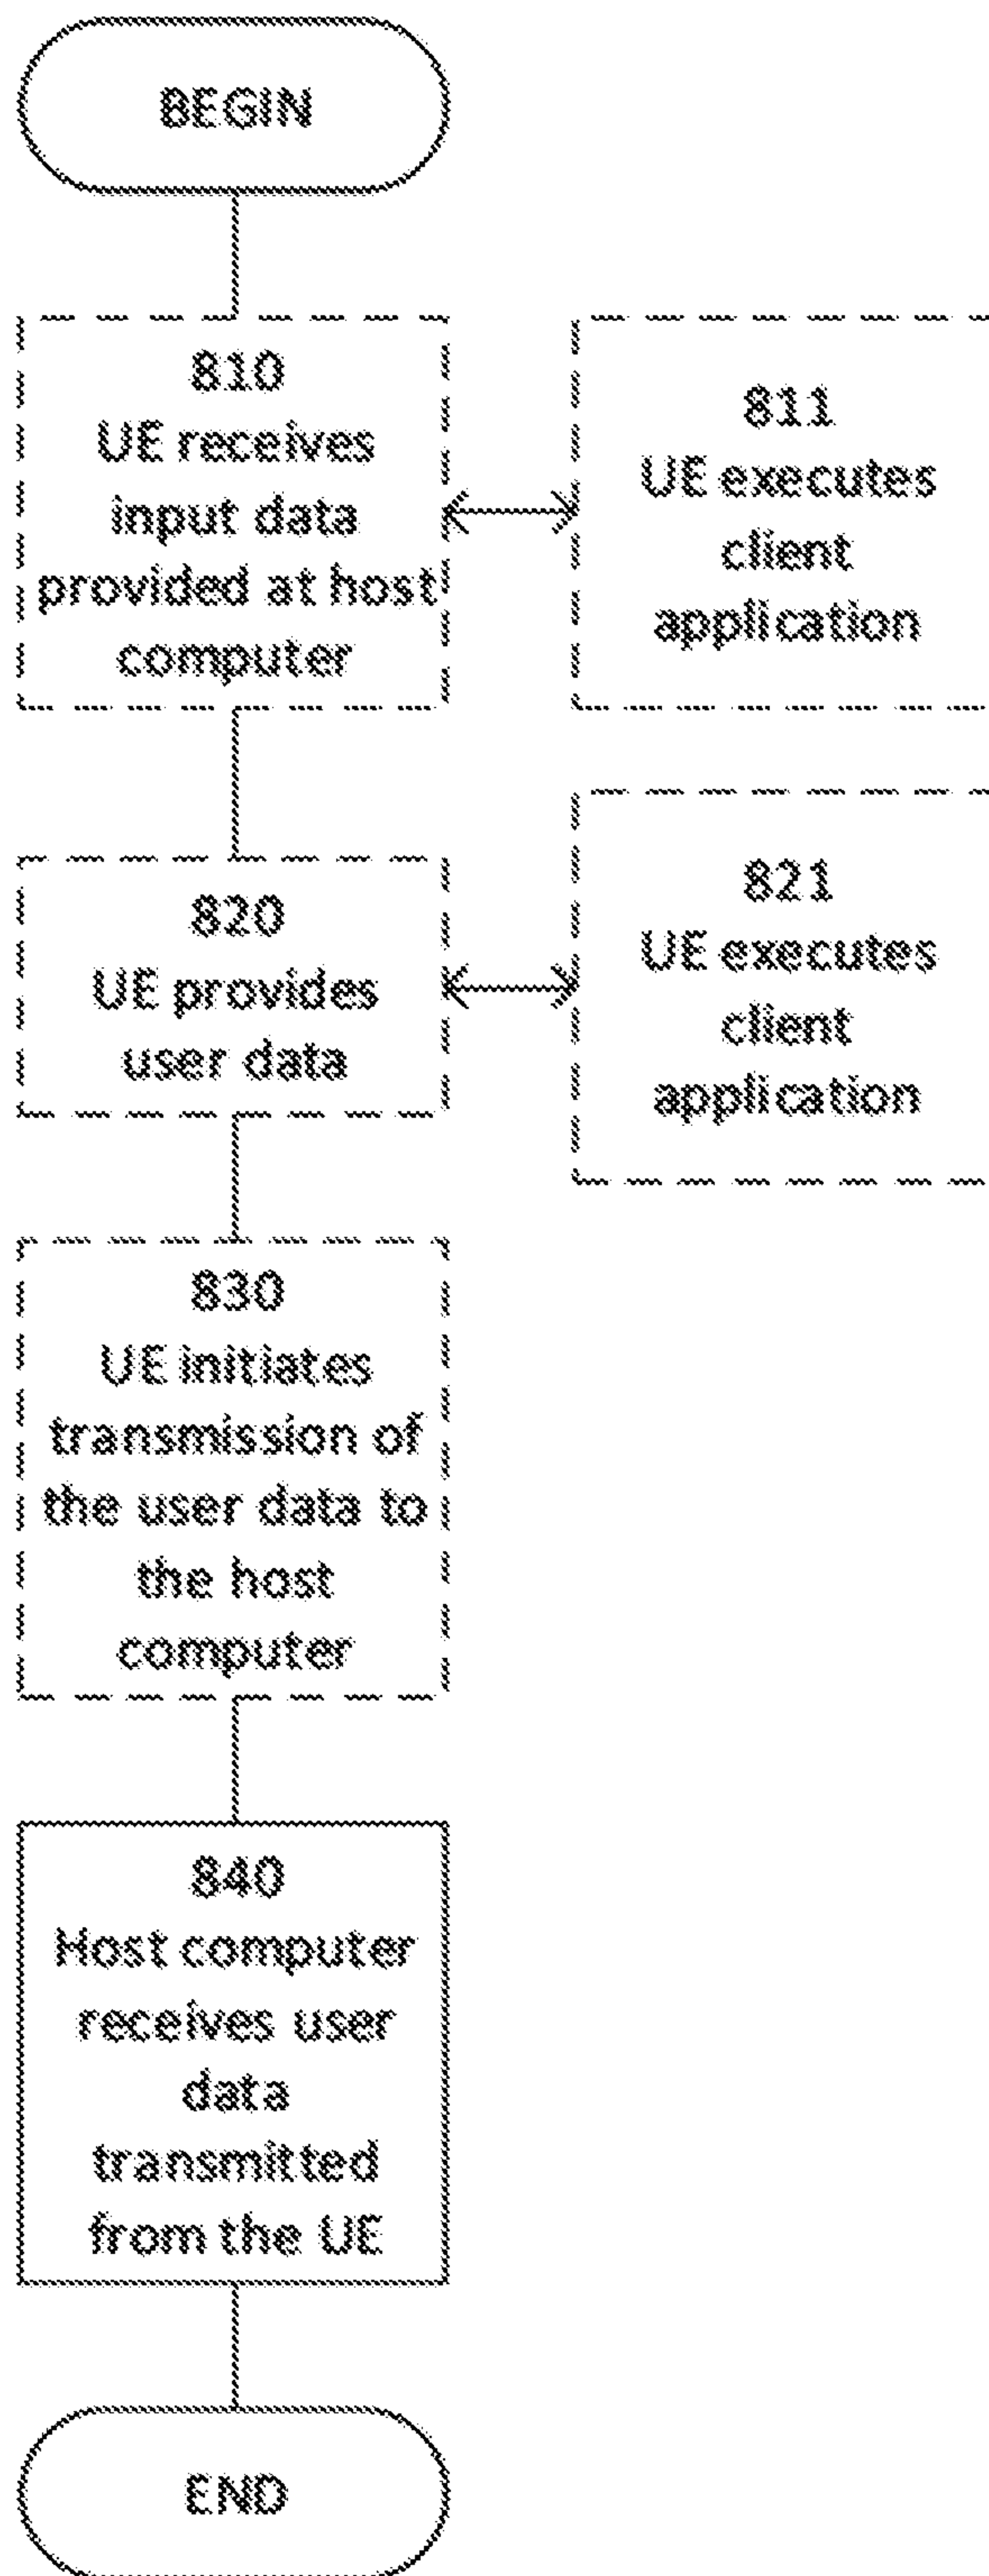 BEGIN
810
UE receives
input data
provided at host
computer
811
UE executes
client
application
820
UE provides
user data
821
UE executes
client
application
830
UE initiates
transmission of
the user data to
the host
computer
840
Host computer
receives user
data
transmitted
from the UE
END